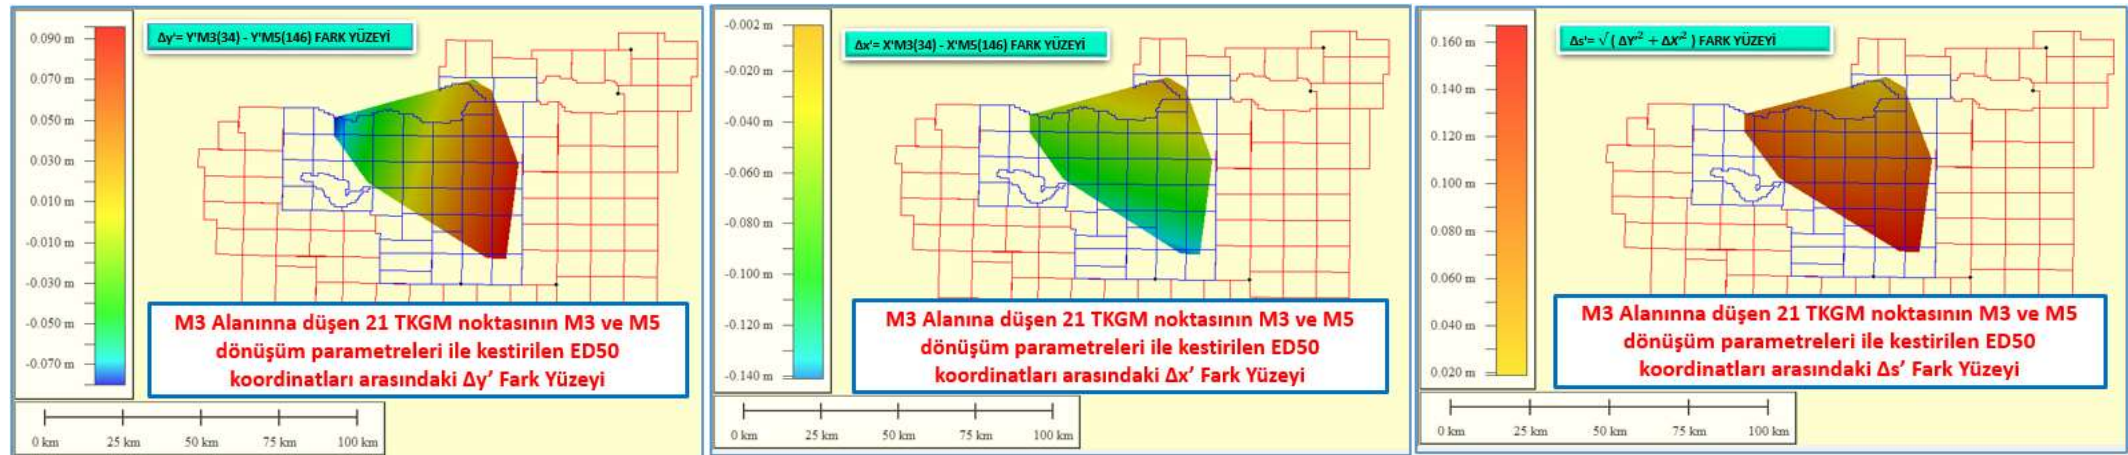 Δy'= Y'M3(34) - Y'M5(146) FARK YÜZEYİ
0.090 m
0.070 m
0.050 m
0.030 m
0.010 m
-0.010 m
-0.030 m
-0.050 m
-0.070 m
M3 Alanınna düşen 21 TKGM noktasının M3 ve M5
dönüşüm parametreleri ile kestirilen ED50
koordinatları arasındaki Δy’ Fark Yüzeyi
0 km 25 km 50 km 75 km 100 km
Δx'= X'M3(34) - X'M5(146) FARK YÜZEYİ
-0.002 m
-0.020 m
-0.040 m
-0.060 m
-0.080 m
-0.100 m
-0.120 m
-0.140 m
M3 Alanınna düşen 21 TKGM noktasının M3 ve M5
dönüşüm parametreleri ile kestirilen ED50
koordinatları arasındaki Δx’ Fark Yüzeyi
0 km 25 km 50 km 75 km 100 km
Δs'= √( ΔY'² + ΔX'² ) FARK YÜZEYİ
0.160 m
0.140 m
0.120 m
0.100 m
0.080 m
0.060 m
0.040 m
0.020 m
M3 Alanınna düşen 21 TKGM noktasının M3 ve M5
dönüşüm parametreleri ile kestirilen ED50
koordinatları arasındaki Δs’ Fark Yüzeyi
0 km 25 km 50 km 75 km 100 km